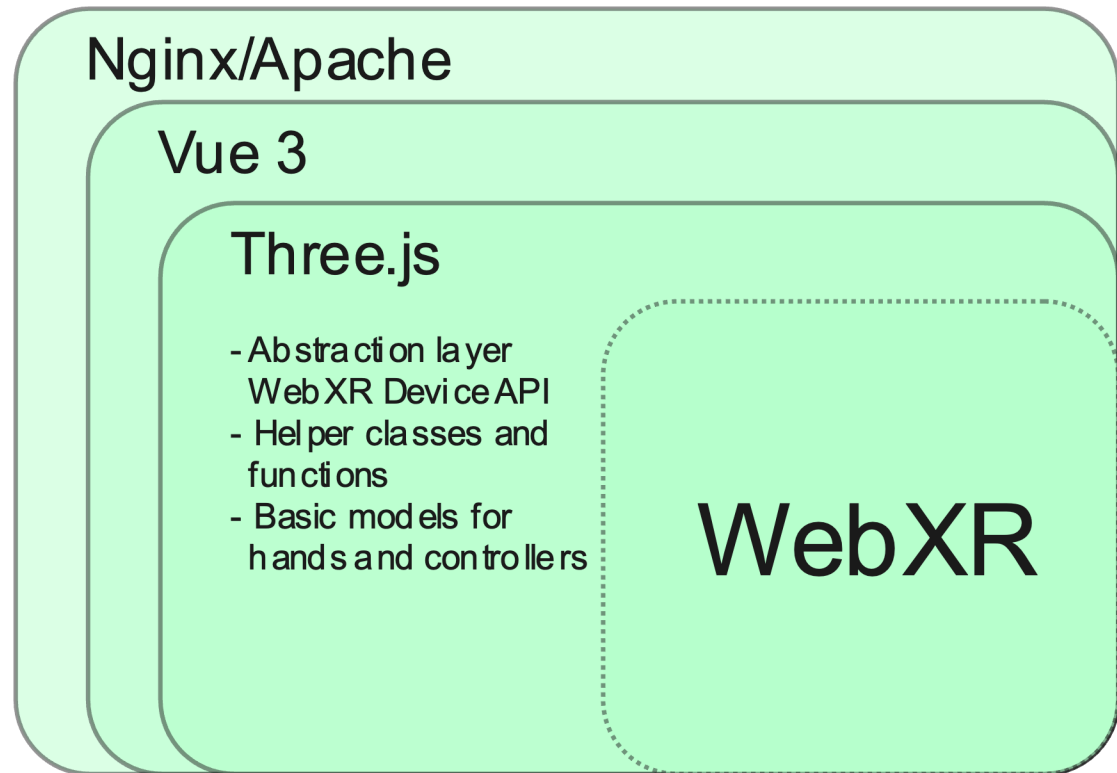 Nginx/Apache
Vue 3
Three.js
- Abstraction layer
WebXR Device API
- Helper classes and
functions
- Basic models for
hands and controllers
WebXR